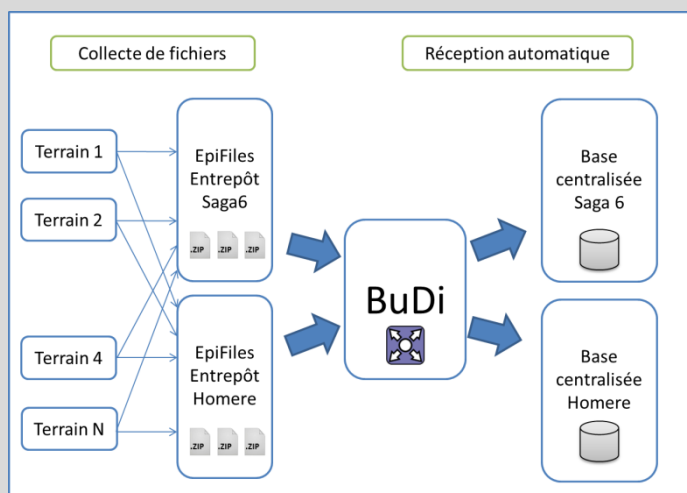 Collecte de fichiers
Réception automatique
Terrain 1
Terrain 2
Terrain 4
Terrain N
EpiFiles
Entrepôt
Saga6
.ZIP .ZIP .ZIP
EpiFiles
Entrepôt
Homere
.ZIP .ZIP .ZIP
BuDi
Base
centralisée
Saga 6
Base
centralisée
Homere